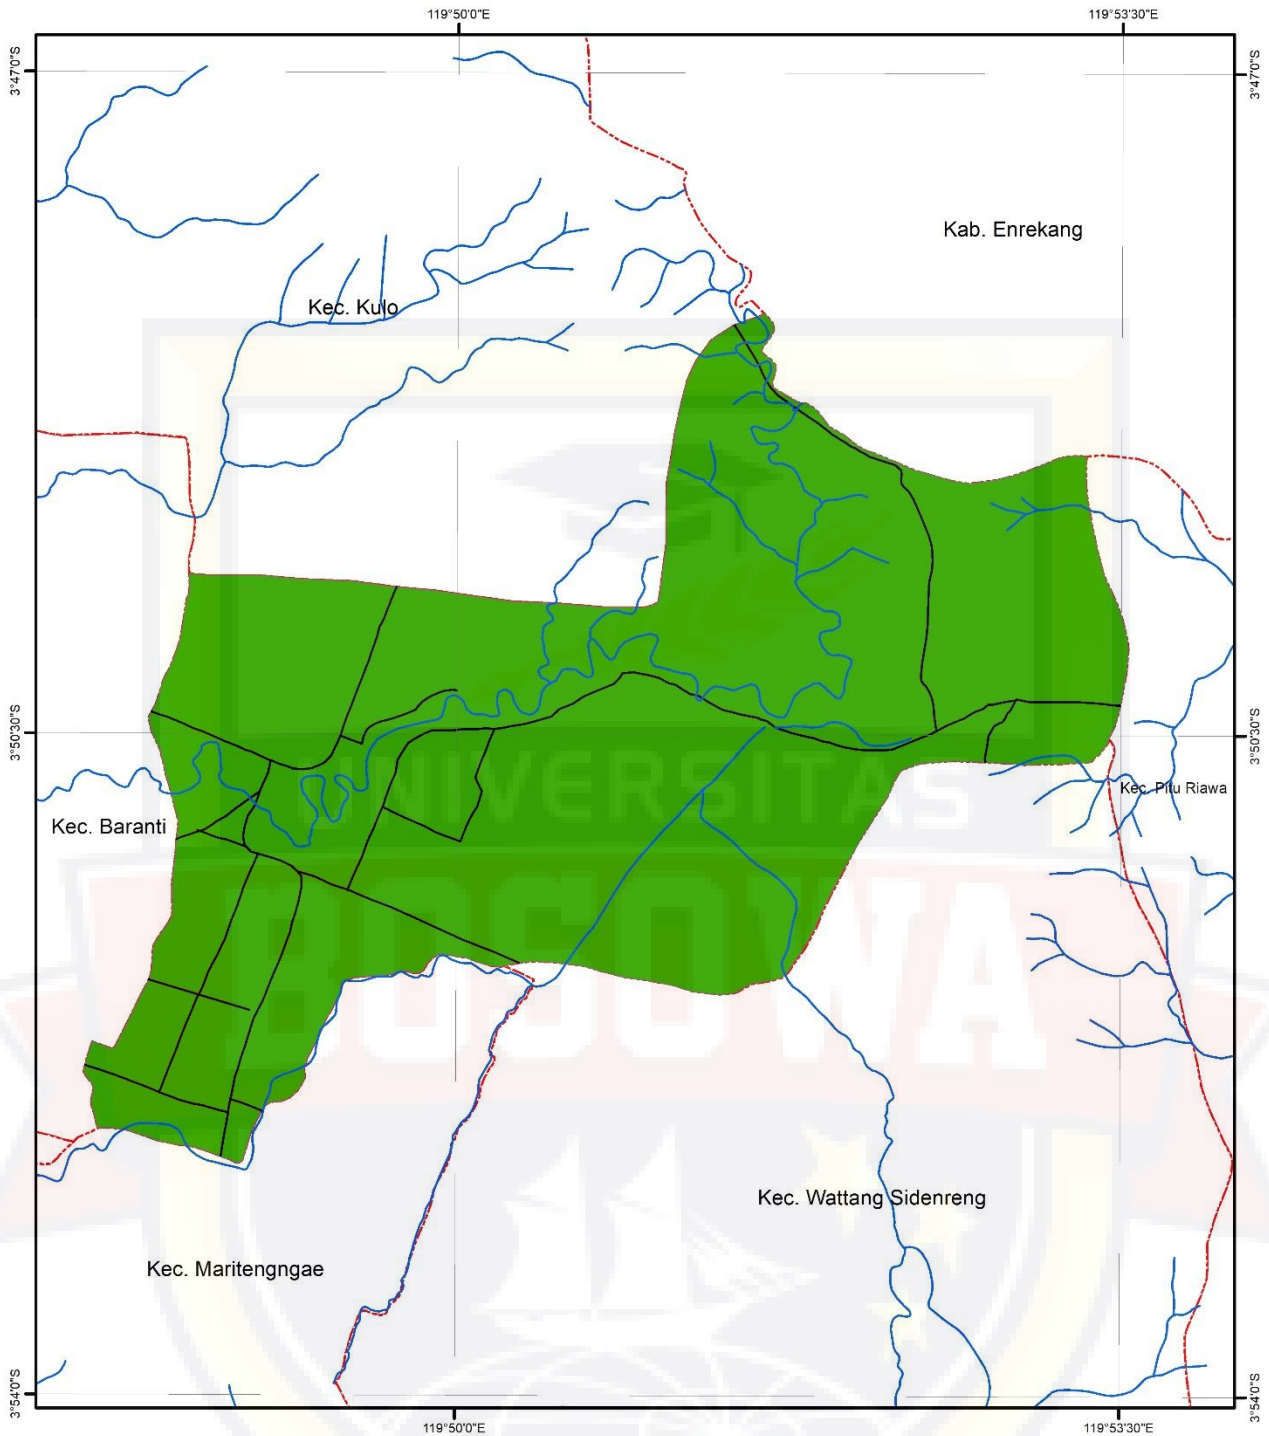 119°50'0"E
119°53'30"E
3°47'0"S
3°47'0"S
Kab. Enrekang
Kec. Kulo
3°50'30"S
3°50'30"S
UNIVERSITAS
Kec. Pitu Riawa
Kec. Baranti
BOSOWA
Kec. Wattang Sidenreng
Kec. Maritengngae
3°54'0"S
3°54'0"S
119°50'0"E
119°53'30"E